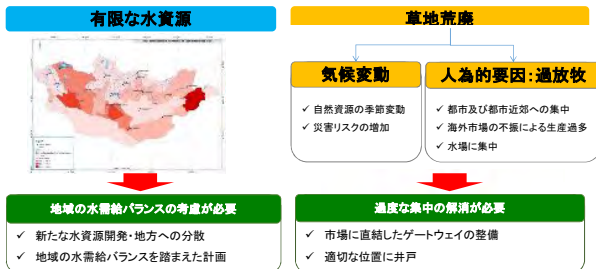 有限な水資源
草地荒廃
気候変動
✓ 自然資源の季節変動
✓ 災害リスクの増加
人為的要因：過放牧
✓ 都市及び都市近郊への集中
✓ 海外市場の不振による生産過多
✓ 水場に集中
地域の水需給バランスの考慮が必要
✓ 新たな水資源開発・地方への分散
✓ 地域の水需給バランスを踏まえた計画
過度な集中の解消が必要
✓ 市場に直結したゲートウェイの整備
✓ 適切な位置に井戸